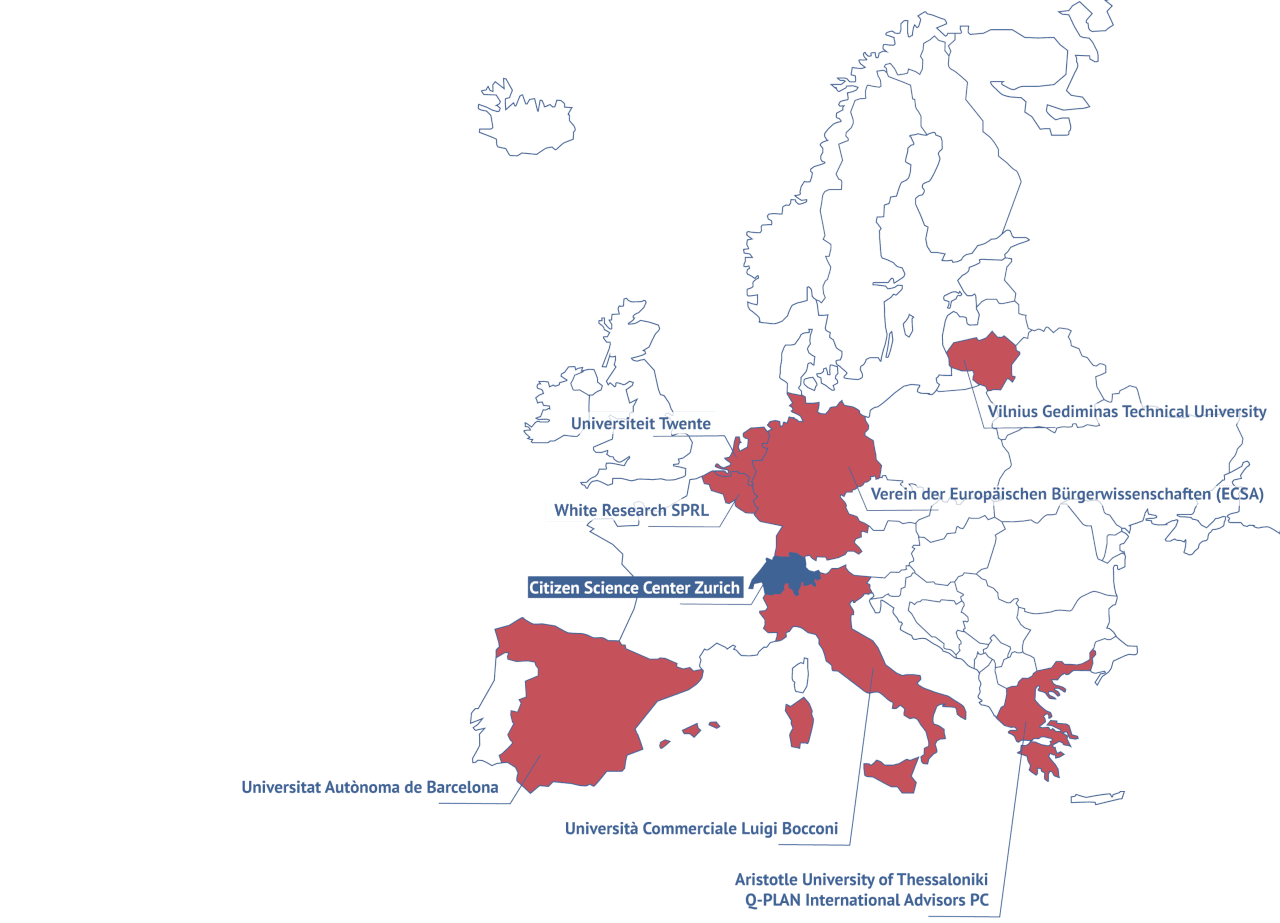 Vilnius Gediminas Technical University
Universiteit Twente
Verein der Europäischen Bürgerwissenschaften (ECSA)
White Research SPRL
Citizen Science Center Zurich
Universitat Autònoma de Barcelona
Università Commerciale Luigi Bocconi
Aristotle University of Thessaloniki
Q-PLAN International Advisors PC